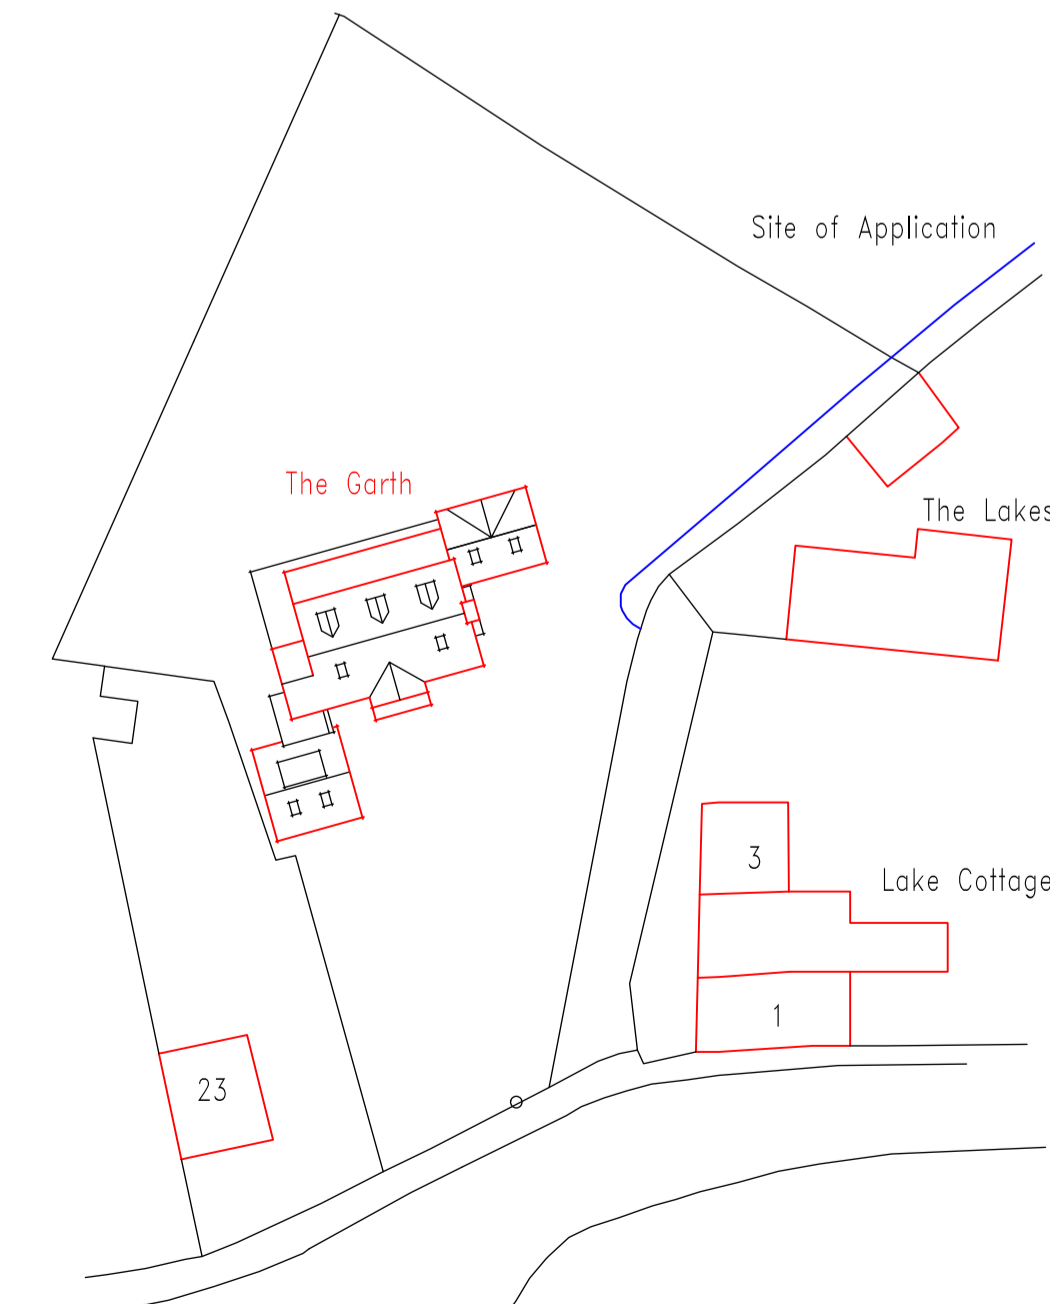 Site of Application
The Garth
The Lakes
3
Lake Cottage
1
23